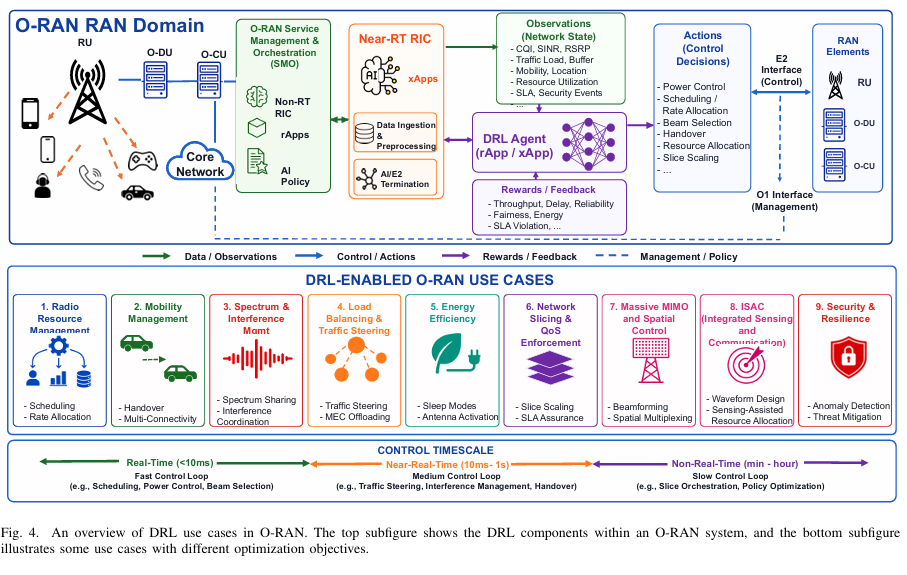 O-RAN RAN Domain
RU
O-DU
O-CU
Core
Network
O-RAN Service
Management &
Orchestration
(SMO)
Non-RT
RIC
rApps
AI
Policy
Near-RT RIC
AI
xApps
Data Ingestion
&
Preprocessing
AI/E2
Termination
Observations
(Network State)
- CQI, SINR, RSRP
- Traffic Load, Buffer
- Mobility, Location
- Resource Utilization
- SLA, Security Events
- ...
DRL Agent
(rApp / xApp)
Rewards / Feedback
- Throughput, Delay, Reliability
- Fairness, Energy
- SLA Violation, ...
Actions
(Control
Decisions)
- Power Control
- Scheduling /
Rate Allocation
- Beam Selection
- Handover
- Resource Allocation
- Slice Scaling
- ...
E2
Interface
(Control)
O1 Interface
(Management)
RAN
Elements
RU
O-DU
O-CU
Data / Observations
Control / Actions
Rewards / Feedback
Management / Policy
DRL-ENABLED O-RAN USE CASES
1. Radio
Resource
Management
- Scheduling
- Rate Allocation
2. Mobility
Management
- Handover
- Multi-Connectivity
3. Spectrum &
Interference
Mgmt
- Spectrum Sharing
- Interference
Coordination
4. Load
Balancing &
Traffic Steering
- Traffic Steering
- MEC Offloading
5. Energy
Efficiency
- Sleep Modes
- Antenna Activation
6. Network
Slicing &
QoS
Enforcement
- Slice Scaling
- SLA Assurance
7. Massive MIMO
and Spatial
Control
- Beamforming
- Spatial Multiplexing
8. ISAC
(Integrated Sensing
and
Communication)
- Waveform Design
- Sensing-Assisted
Resource Allocation
9. Security &
Resilience
- Anomaly Detection
- Threat Mitigation
CONTROL TIMESCALE
Real-Time (<10ms)
Fast Control Loop
(e.g., Scheduling, Power Control, Beam Selection)
Near-Real-Time (10ms- 1s)
Medium Control Loop
(e.g., Traffic Steering, Interference Management, Handover)
Non-Real-Time (min - hour)
Slow Control Loop
(e.g., Slice Orchestration, Policy Optimization)
Fig. 4. An overview of DRL use cases in O-RAN. The top subfigure shows the DRL components within an O-RAN system, and the bottom subfigure
illustrates some use cases with different optimization objectives.